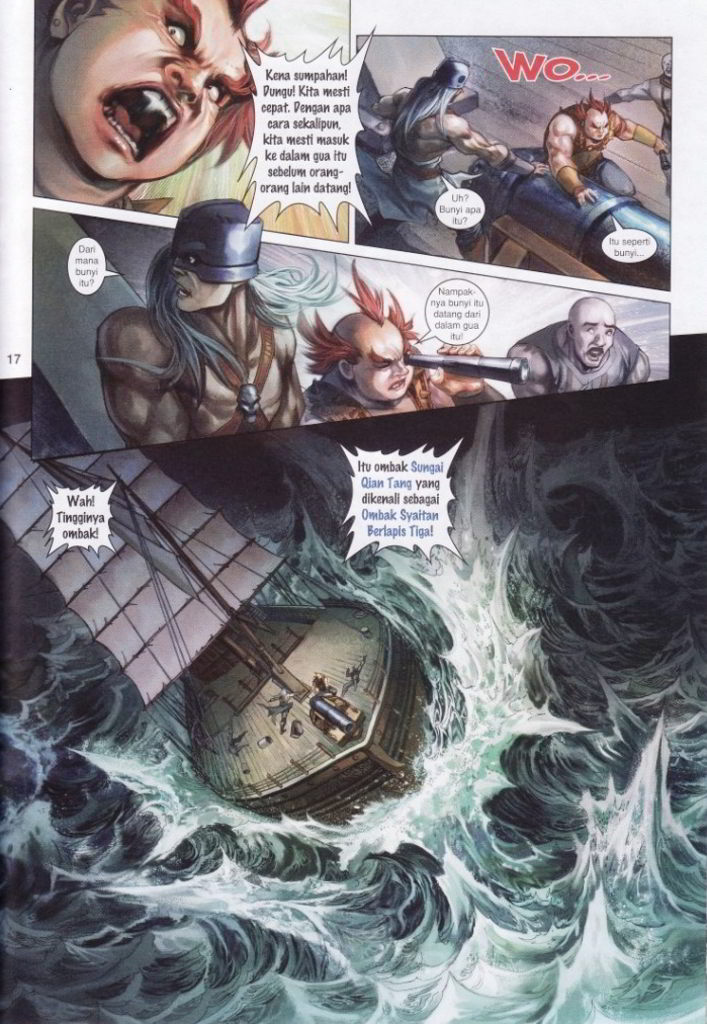 Kena sumpahan!
Dungu! Kita mesti
cepat. Dengan apa
cara sekalipun,
kita mesti masuk
ke dalam gua itu
sebelum orang-
orang lain datang!
WO...
Uh?
Bunyi apa
tu?
Itu seperti
bunyi...
Dari
mana
bunyi
itu?
Nampak-
nya bunyi itu
datang dari
dalam gua
itu!
17
Wah!
Tingginya
ombak!
Itu ombak Sungai
Qian Tang yang
dikenali sebagai
Ombak Syaitan
Berlapis Tiga!